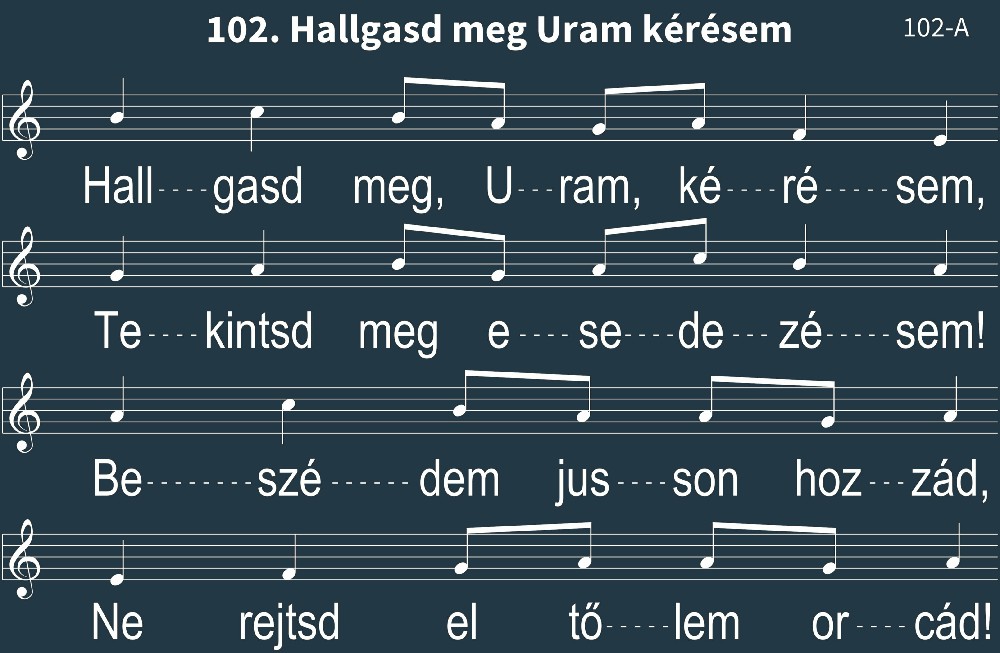 102. Hallgasd meg Uram kérésem
102-A
Hall----gasd meg, U---ram, ké----ré-----sem,
Te----kintsd meg e----se----de---zé-----sem!
Be--------szé------dem jus----son hoz---zád,
Ne rejtsd el tő-----lem or----cád!